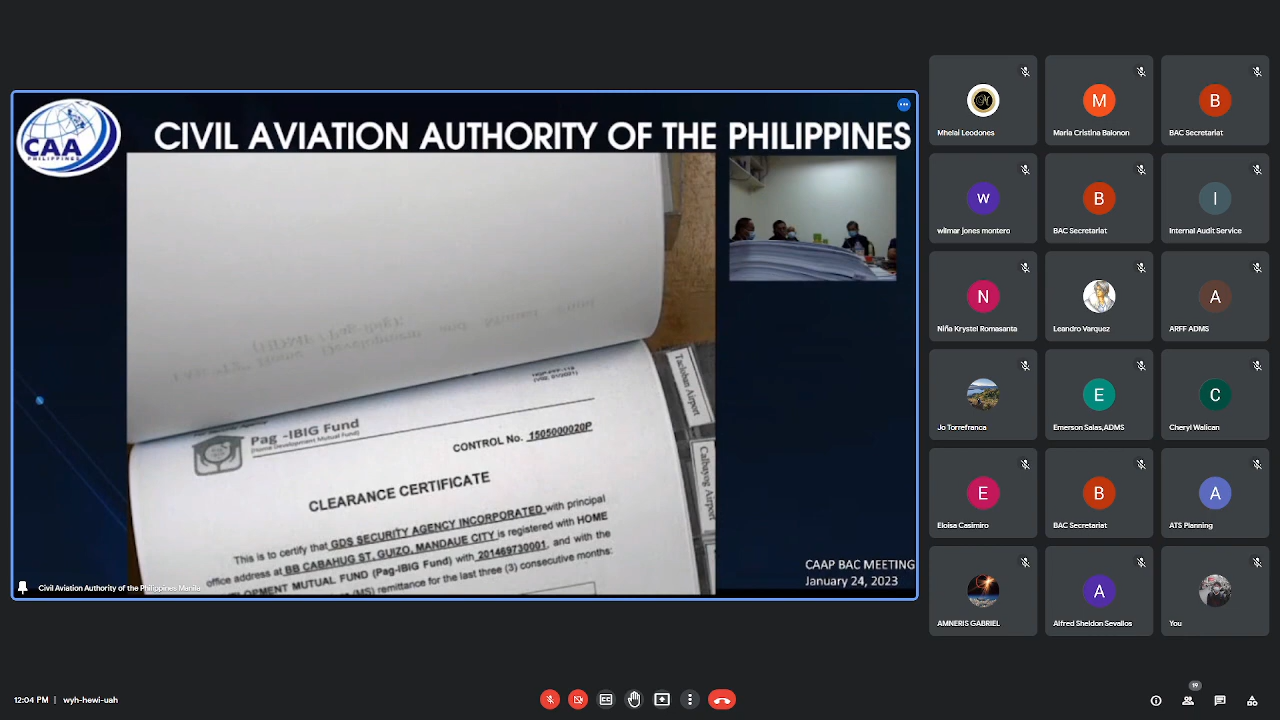 CAA
PHILIPPINES
CIVIL AVIATION AUTHORITY OF THE PHILIPPINES
Tacloban Airport
Calbayog Airport
Pag -IBIG Fund
(Home Development Mutual Fund)
CONTROL No. 1505000020P
CLEARANCE CERTIFICATE
This is to certify that GDS SECURITY AGENCY INCORPORATED with principal
office address at BB CABAHUG ST, GUIZO, MANDAUE CITY is registered with HOME
ELOPMENT MUTUAL FUND (Pag-IBIG Fund) with 201469730001, and with the
(MS) remittance for the last three (3) consecutive months:
Civil Aviation Authority of the Philippines Manila
CAAP BAC MEETING
January 24, 2023
M
B
Mhelai Leodones
Maria Cristina Balonon
BAC Secretariat
w
B
I
wilmar jones montero
BAC Secretariat
Internal Audit Service
N
A
Niña Krystel Romasanta
Leandro Varquez
ARFF ADMS
E
C
Jo Torrefranca
Emerson Salas,ADMS
Cheryl Walican
E
B
A
Eloisa Casimiro
BAC Secretariat
ATS Planning
A
AMNERIS GABRIEL
Alfred Sheldon Sevallos
You
12:04 PM | wyh-hewi-uah
19